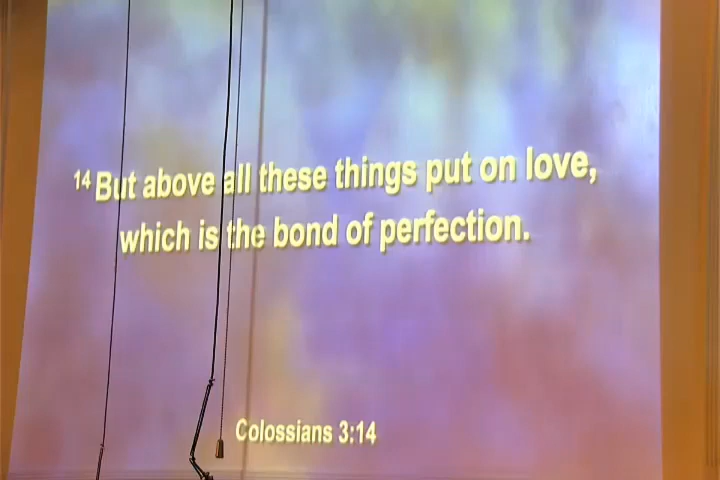 14 But above all these things put on love,
which is the bond of perfection.
Colossians 3:14